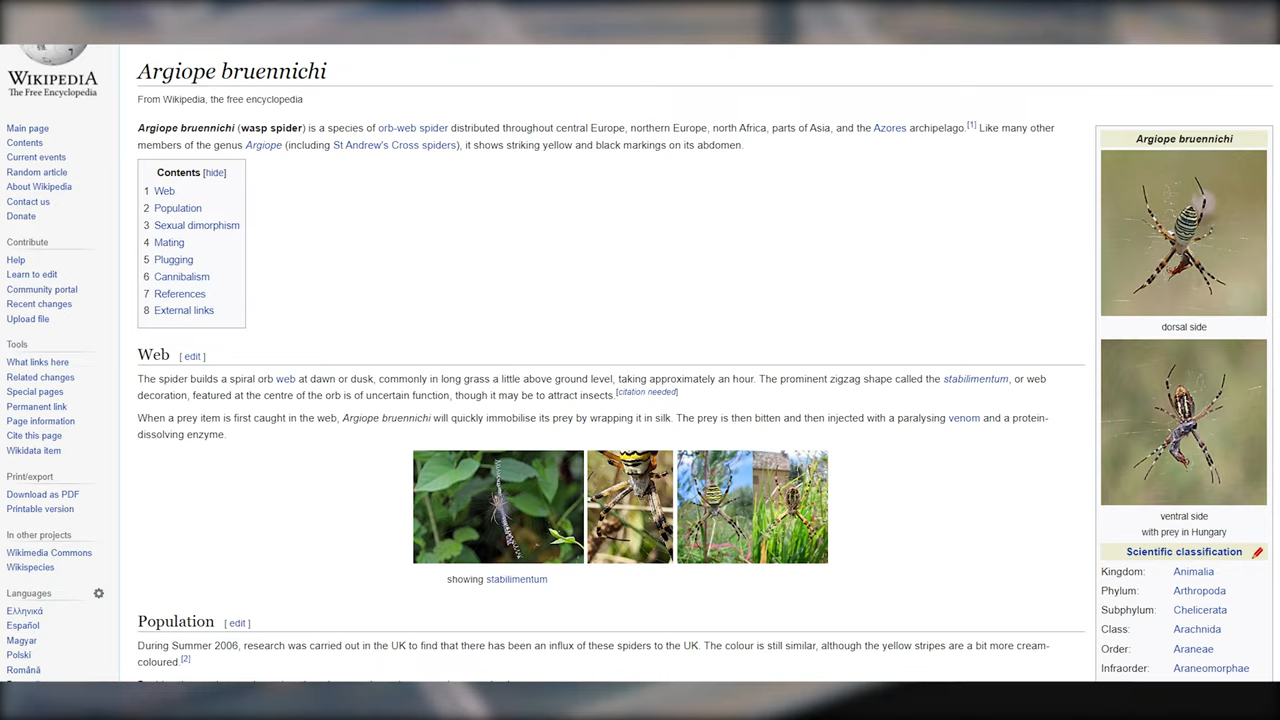 WIKIPEDIA
The Free Encyclopedia
Main page
Contents
Current events
Random article
About Wikipedia
Contact us
Donate
Contribute
Help
Learn to edit
Community portal
Recent changes
Upload file
Tools
What links here
Related changes
Special pages
Permanent link
Page information
Cite this page
Wikidata item
Print/export
Download as PDF
Printable version
In other projects
Wikimedia Commons
Wikispecies
Languages
Ελληνικά
Español
Magyar
Polski
Română
Argiope bruennichi
From Wikipedia, the free encyclopedia
Argiope bruennichi (wasp spider) is a species of orb-web spider distributed throughout central Europe, northern Europe, north Africa, parts of Asia, and the Azores archipelago.[1] Like many other
members of the genus Argiope (including St Andrew's Cross spiders), it shows striking yellow and black markings on its abdomen.
Contents [hide]
1 Web
2 Population
3 Sexual dimorphism
4 Mating
5 Plugging
6 Cannibalism
7 References
8 External links
Web [ edit ]
The spider builds a spiral orb web at dawn or dusk, commonly in long grass a little above ground level, taking approximately an hour. The prominent zigzag shape called the stabilimentum, or web
decoration, featured at the centre of the orb is of uncertain function, though it may be to attract insects.[citation needed]
When a prey item is first caught in the web, Argiope bruennichi will quickly immobilise its prey by wrapping it in silk. The prey is then bitten and then injected with a paralysing venom and a protein-
dissolving enzyme.
showing stabilimentum
Population [ edit ]
During Summer 2006, research was carried out in the UK to find that there has been an influx of these spiders to the UK. The colour is still similar, although the yellow stripes are a bit more cream-
coloured.[2]
Argiope bruennichi
dorsal side
ventral side
with prey in Hungary
Scientific classification
Kingdom: Animalia
Phylum: Arthropoda
Subphylum: Chelicerata
Class: Arachnida
Order: Araneae
Infraorder: Araneomorphae